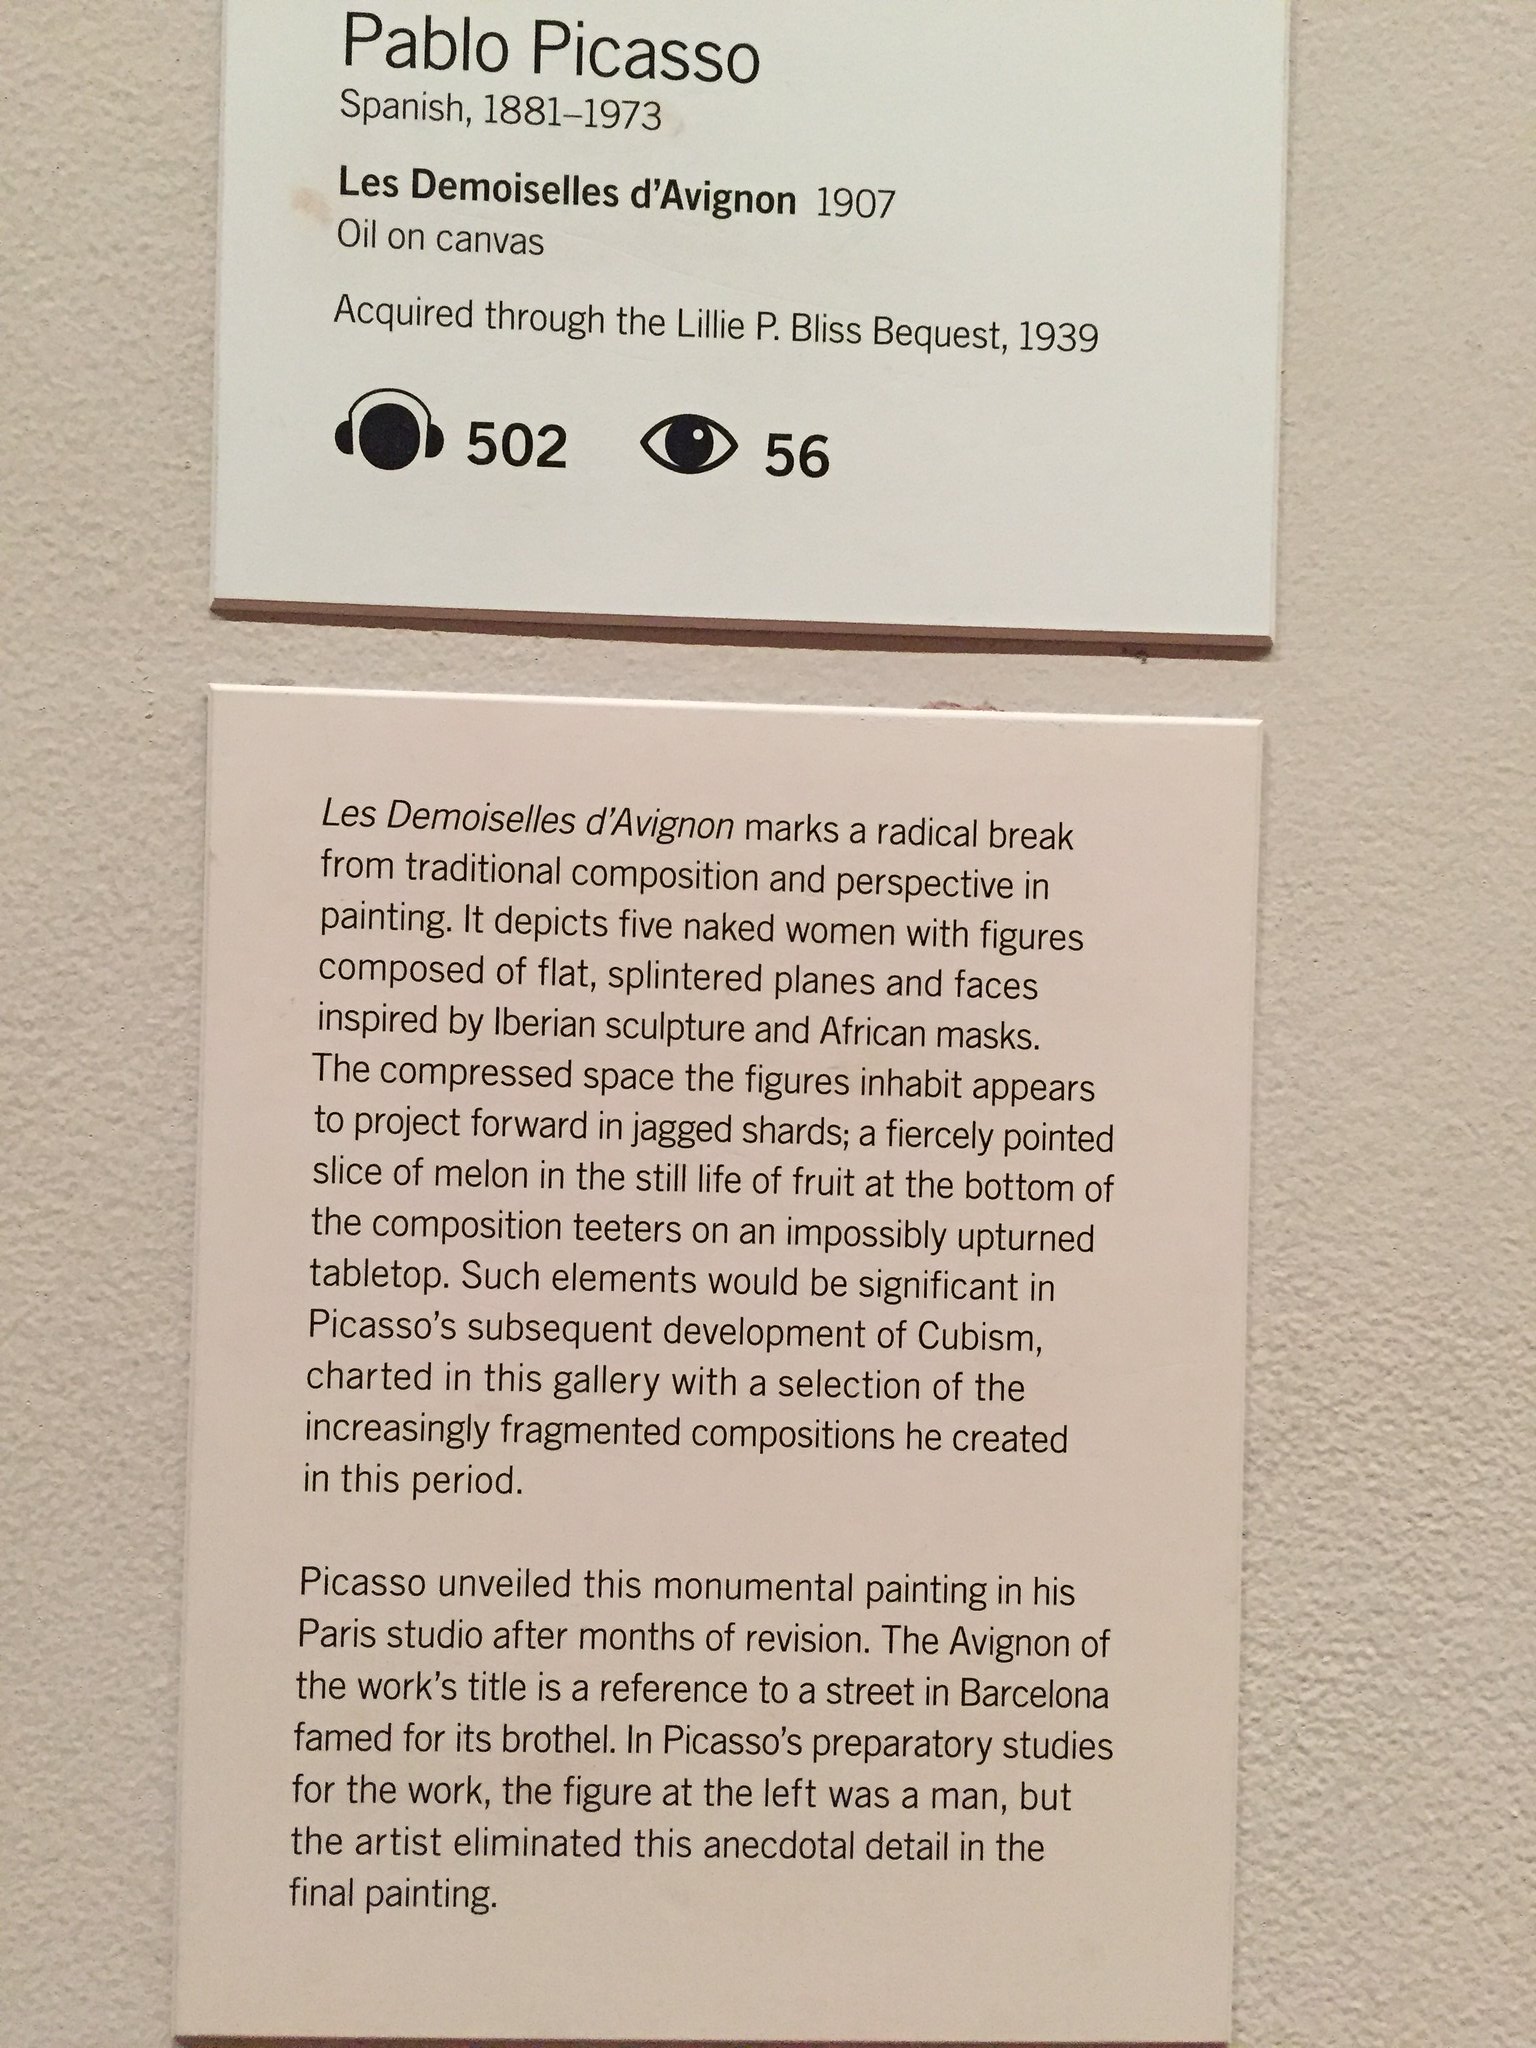 Pablo Picasso
Spanish, 1881–1973
Les Demoiselles d’Avignon 1907
Oil on canvas
Acquired through the Lillie P. Bliss Bequest, 1939
502 56
Les Demoiselles d’Avignon marks a radical break
from traditional composition and perspective in
painting. It depicts five naked women with figures
composed of flat, splintered planes and faces
inspired by Iberian sculpture and African masks.
The compressed space the figures inhabit appears
to project forward in jagged shards; a fiercely pointed
slice of melon in the still life of fruit at the bottom of
the composition teeters on an impossibly upturned
tabletop. Such elements would be significant in
Picasso’s subsequent development of Cubism,
charted in this gallery with a selection of the
increasingly fragmented compositions he created
in this period.
Picasso unveiled this monumental painting in his
Paris studio after months of revision. The Avignon of
the work’s title is a reference to a street in Barcelona
famed for its brothel. In Picasso’s preparatory studies
for the work, the figure at the left was a man, but
the artist eliminated this anecdotal detail in the
final painting.